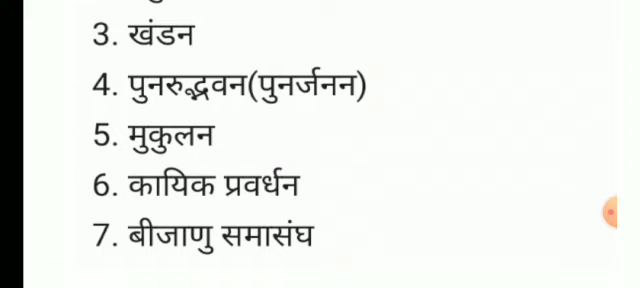 3. खंडन
4. पुनरुद्भवन(पुनर्जनन)
5. मुकुलन
6. कायिक प्रवर्धन
7. बीजाणु समासंघ